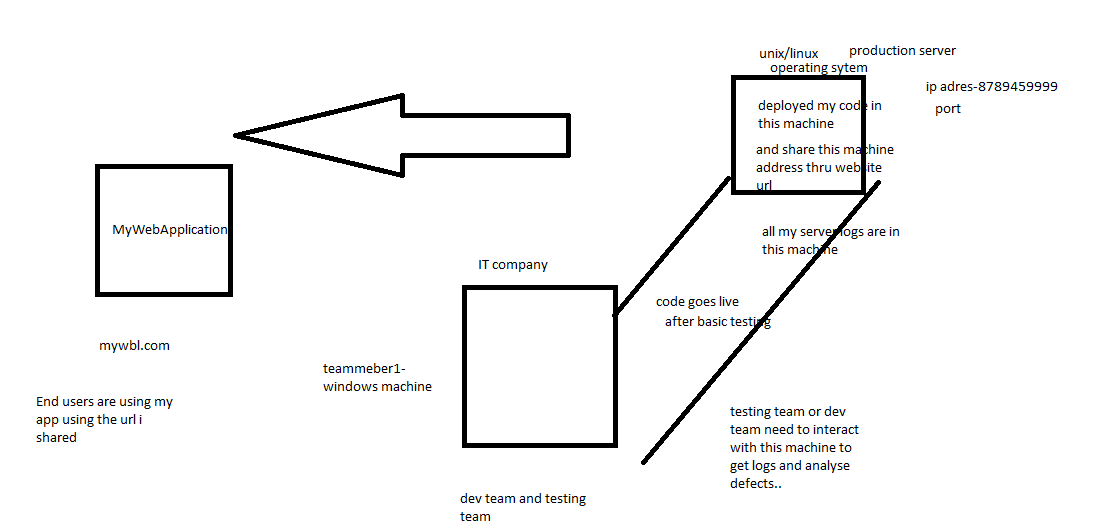 unix/linux
operating sytem
production server
ip adres-8789459999
port
deployed my code in
this machine
and share this machine
address thru website
url
all my server logs are in
this machine
MyWebApplication
mywbl.com
End users are using my
app using the url i
shared
IT company
teammeber1-
windows machine
code goes live
after basic testing
testing team or dev
team need to interact
with this machine to
get logs and analyse
defects..
dev team and testing
team